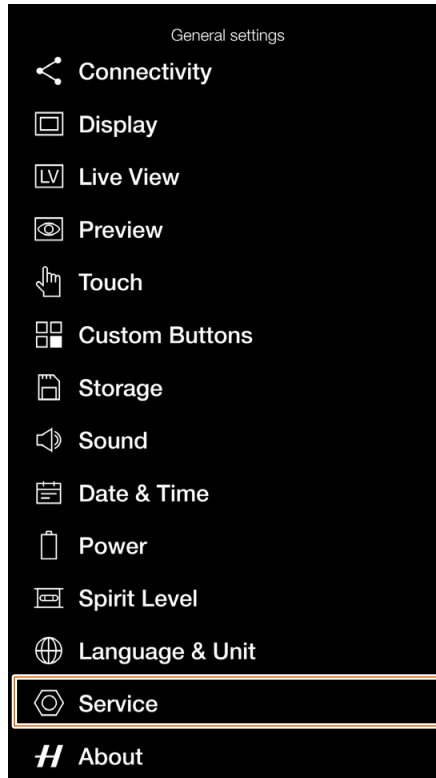 General settings
Connectivity
Display
LV Live View
Preview
Touch
Custom Buttons
Storage
Sound
Date & Time
Power
Spirit Level
Language & Unit
Service
H About